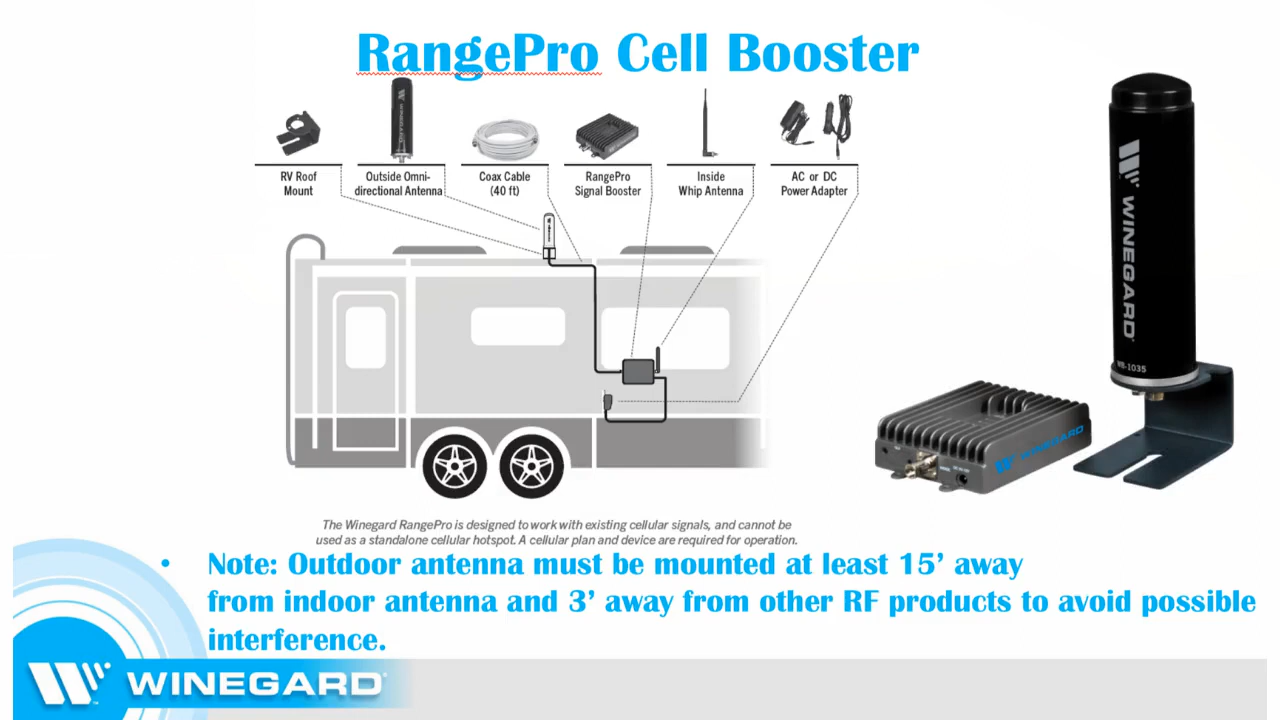 RangePro Cell Booster
RV Roof
Mount
Outside Omni-
directional Antenna
Coax Cable
(40 ft)
RangePro
Signal Booster
Inside
Whip Antenna
AC or DC
Power Adapter
WINEGARD
WINEGARD
WB-1035
WINEGARD
The Winegard RangePro is designed to work with existing cellular signals, and cannot be
used as a standalone cellular hotspot. A cellular plan and device are required for operation.
• Note: Outdoor antenna must be mounted at least 15’ away
from indoor antenna and 3’ away from other RF products to avoid possible
interference.
WINEGARD